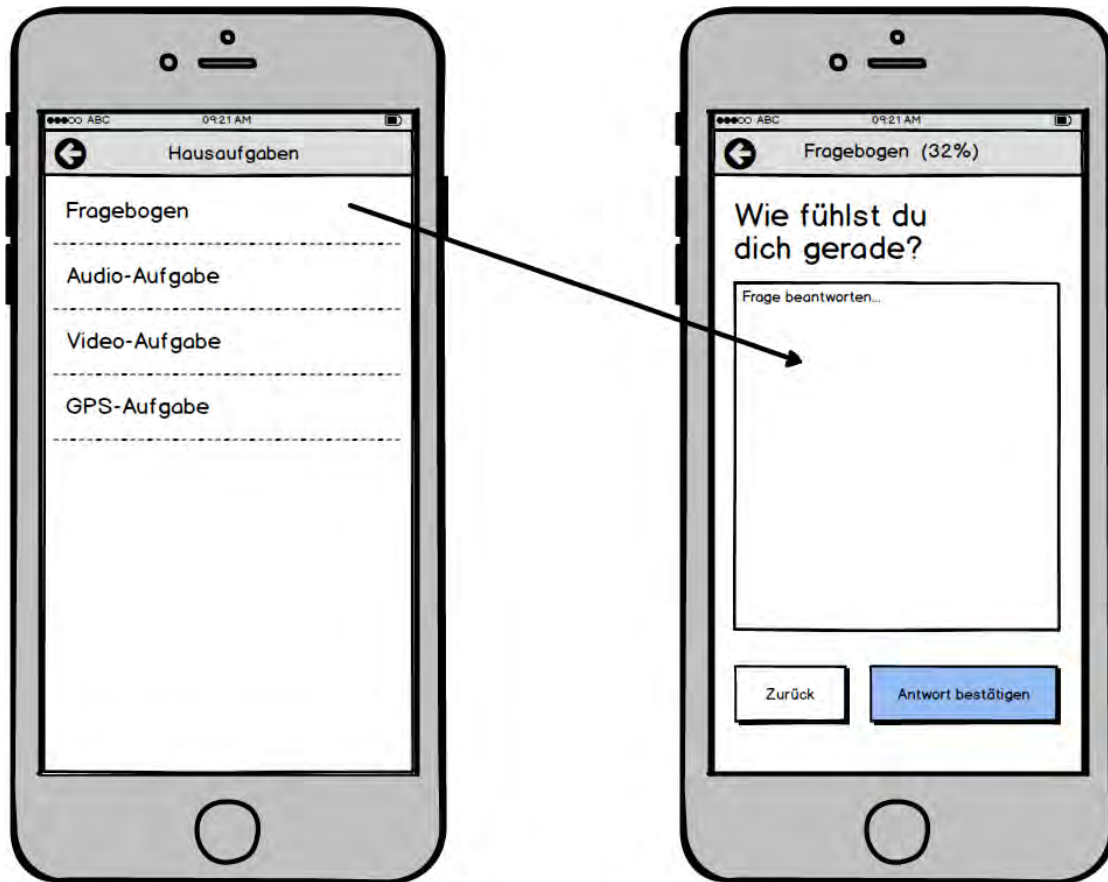 ABC 09:21 AM
Hausaufgaben
Fragebogen
Audio-Aufgabe
Video-Aufgabe
GPS-Aufgabe
ABC 09:21 AM
Fragebogen (32%)
Wie fühlst du
dich gerade?
Frage beantworten...
Zurück
Antwort bestätigen